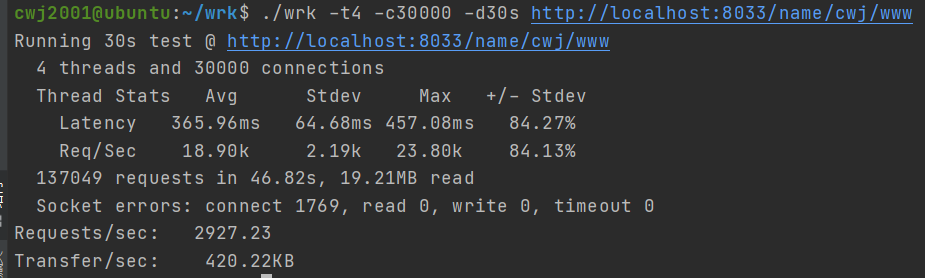 cwj2001@ubuntu:~/wrk$ ./wrk -t4 -c30000 -d30s http://localhost:8033/name/cwj/www
Running 30s test @ http://localhost:8033/name/cwj/www
  4 threads and 30000 connections
  Thread Stats   Avg      Stdev     Max   +/- Stdev
    Latency   365.96ms   64.68ms 457.08ms   84.27%
    Req/Sec    18.90k     2.19k   23.80k    84.13%
  137049 requests in 46.82s, 19.21MB read
  Socket errors: connect 1769, read 0, write 0, timeout 0
Requests/sec:   2927.23
Transfer/sec:    420.22KB